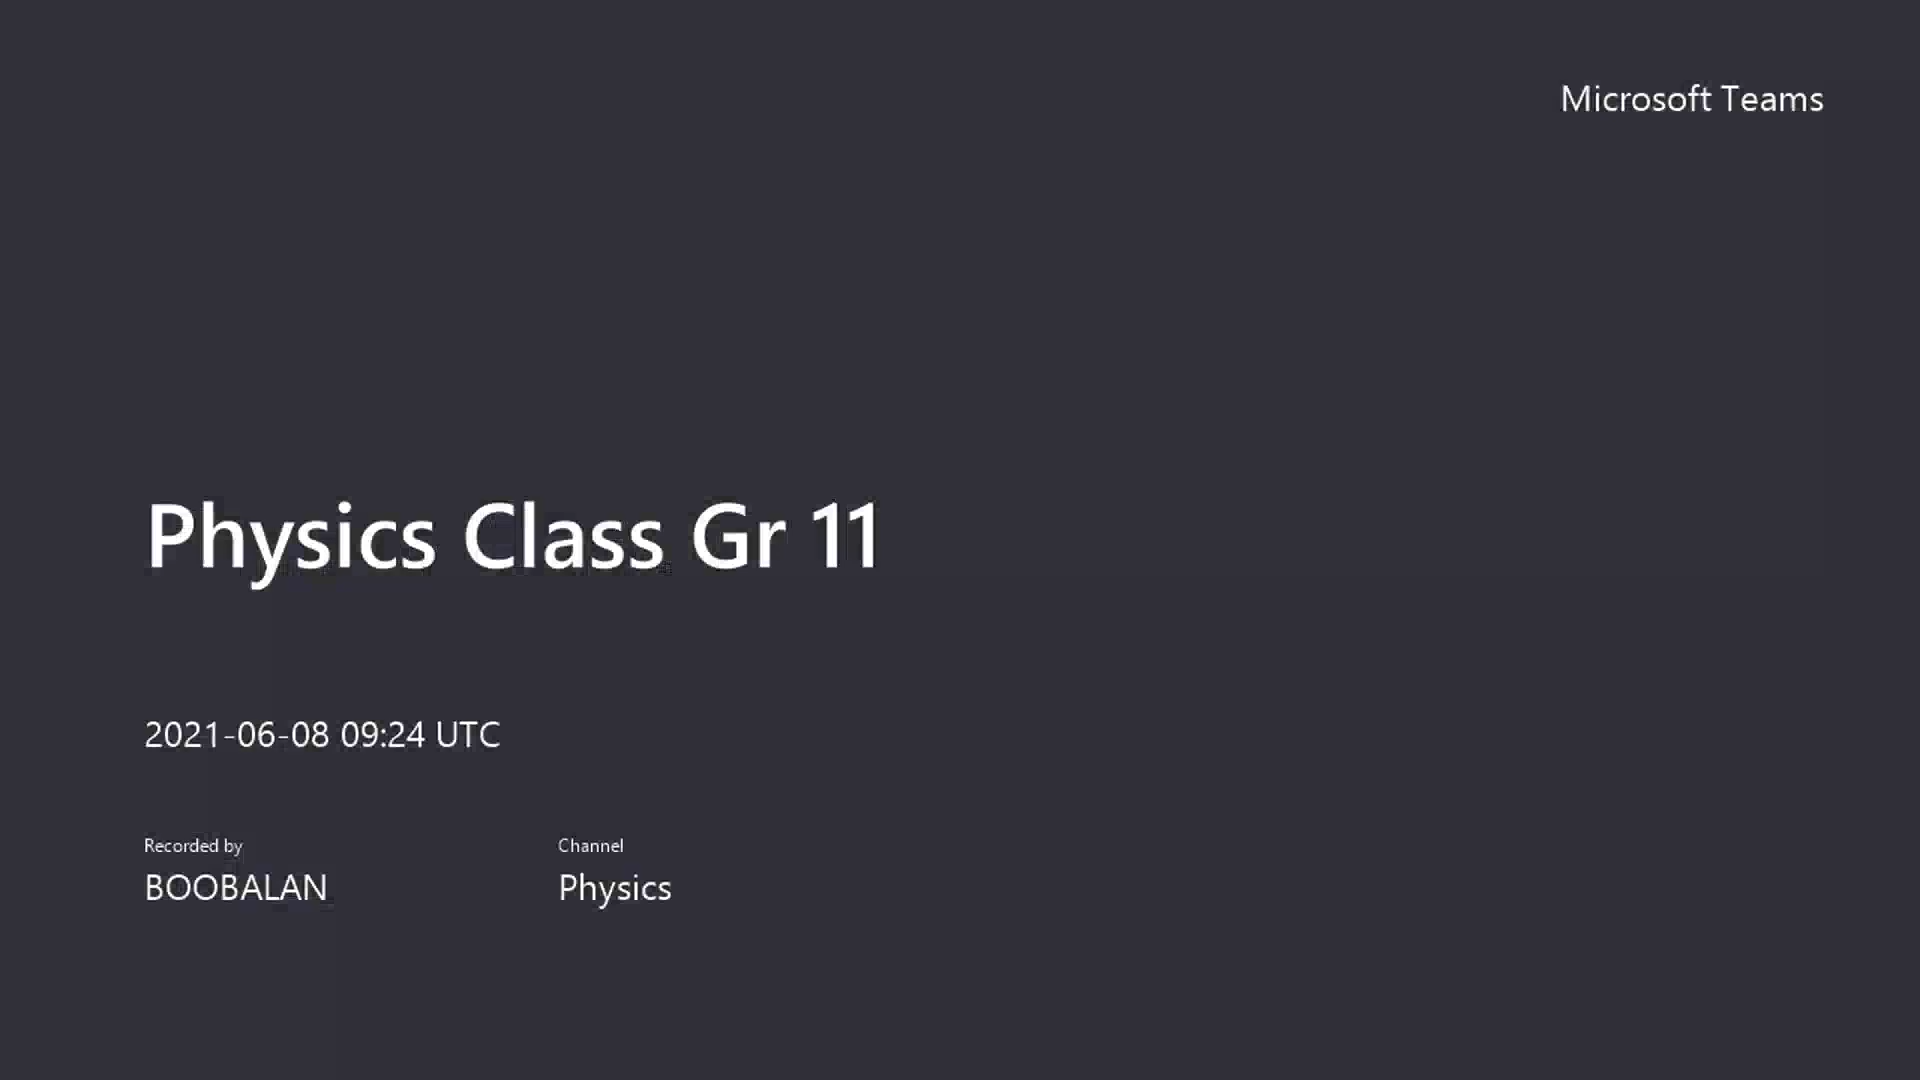 Microsoft Teams
Physics Class Gr 11
2021-06-08 09:24 UTC
Recorded by
BOOBALAN
Channel
Physics